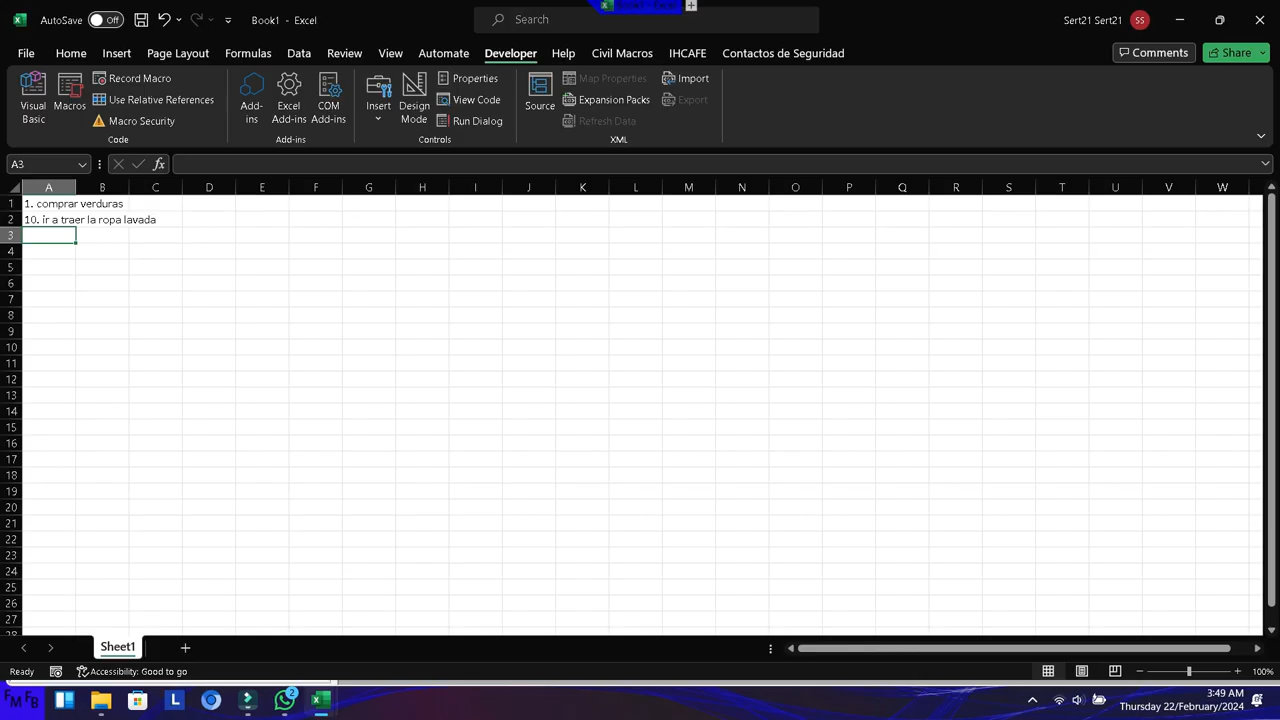 Book1 - Excel
AutoSave Off Book1 - Excel Search Sert21 Sert21 SS
File Home Insert Page Layout Formulas Data Review View Automate Developer Help Civil Macros IHCAFE Contactos de Seguridad Comments Share
Visual Basic
Macros
Record Macro
Use Relative References
Macro Security
Code
Add-ins
Excel Add-ins
COM Add-ins
Add-ins
Insert
Design Mode
Properties
View Code
Run Dialog
Controls
Source
Map Properties
Expansion Packs
Refresh Data
Import
Export
XML
A3 fx
A B C D E F G H I J K L M N O P Q R S T U V W
1 1. comprar verduras
2 10. ir a traer la ropa lavada
3
4
5
6
7
8
9
10
11
12
13
14
15
16
17
18
19
20
21
22
23
24
25
26
27
28
Sheet1
Ready Accessibility: Good to go 100%
FM FB L 2 3:49 AM
Thursday 22/February/2024